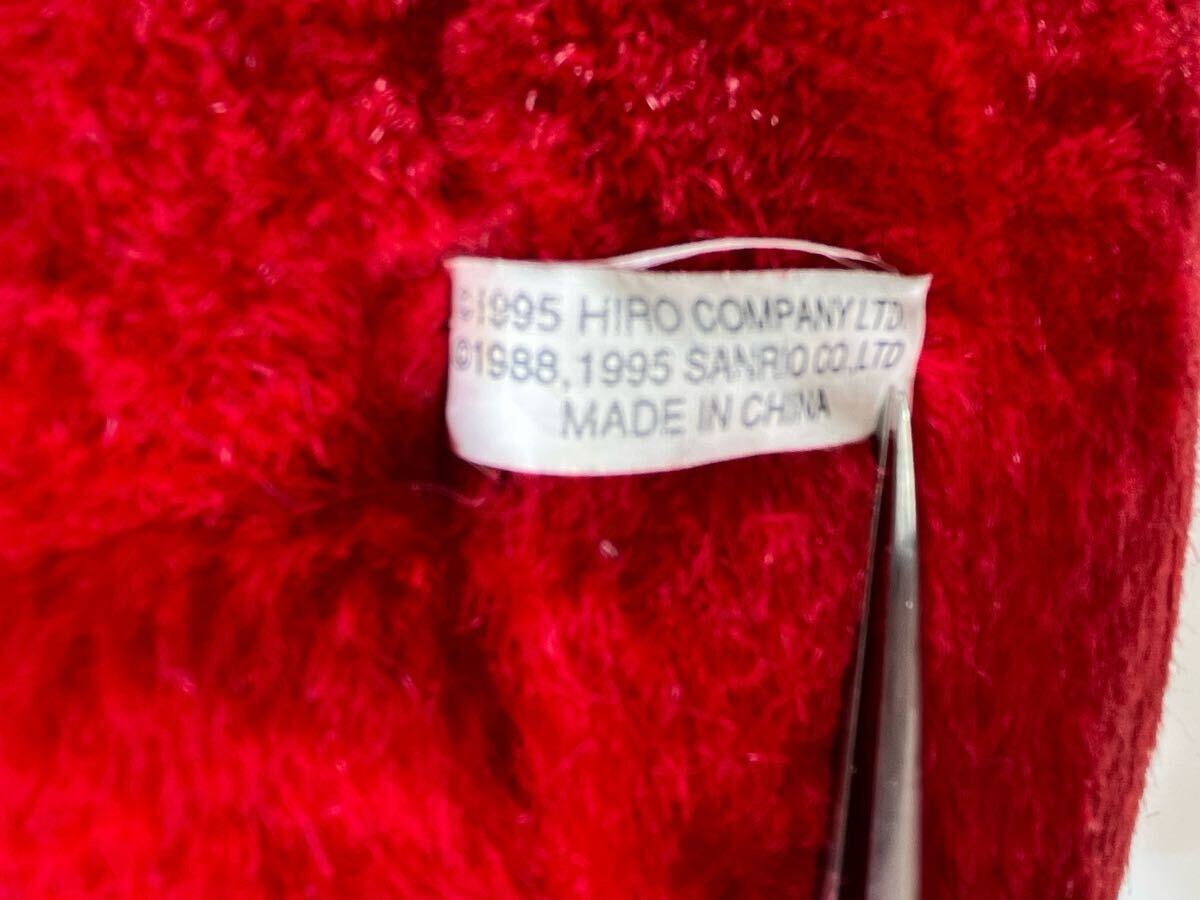 ©1995 HIRO COMPANY LTD.
©1988,1995 SANRIO CO.,LTD
MADE IN CHINA